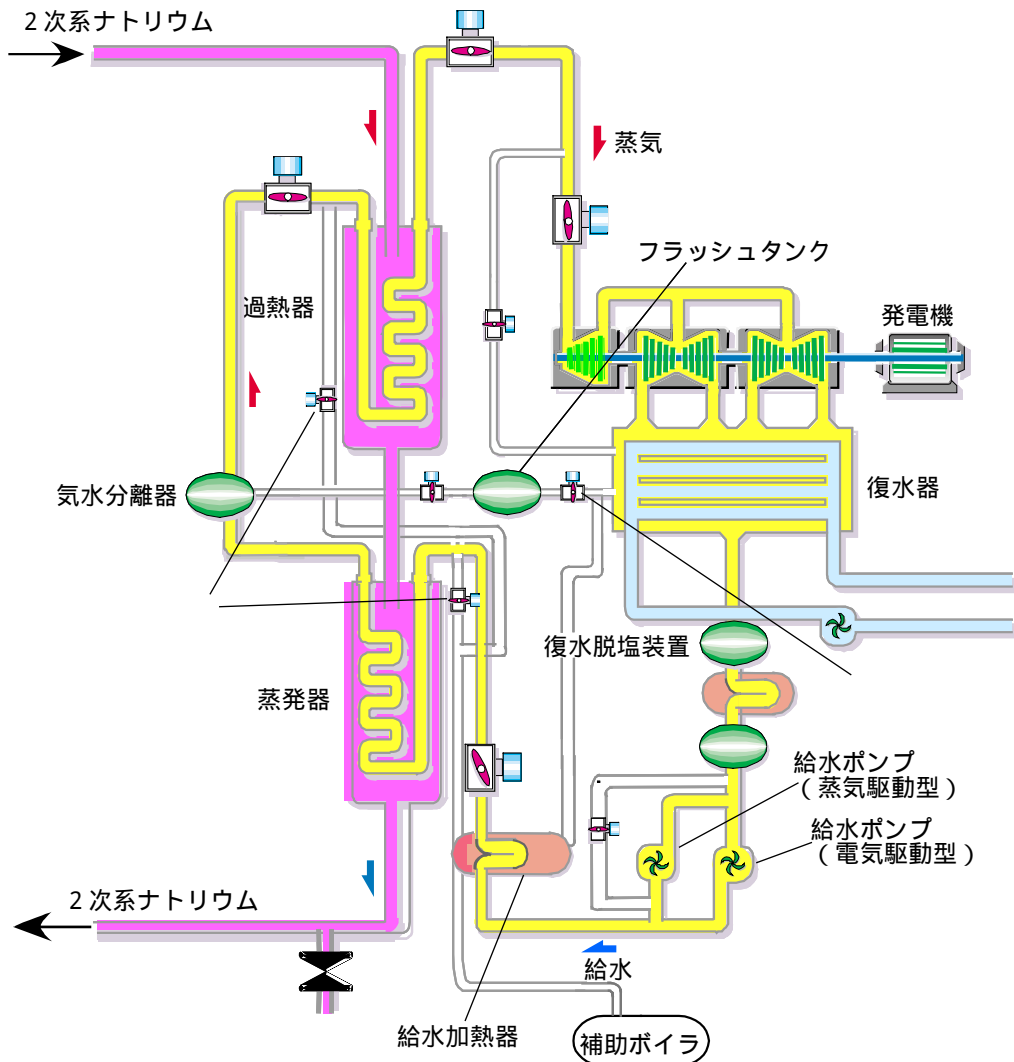 2次系ナトリウム
蒸気
フラッシュタンク
過熱器
発電機
気水分離器
復水器
復水脱塩装置
蒸発器
給水ポンプ
（蒸気駆動型）
給水ポンプ
（電気駆動型）
2次系ナトリウム
給水
給水加熱器
補助ボイラ